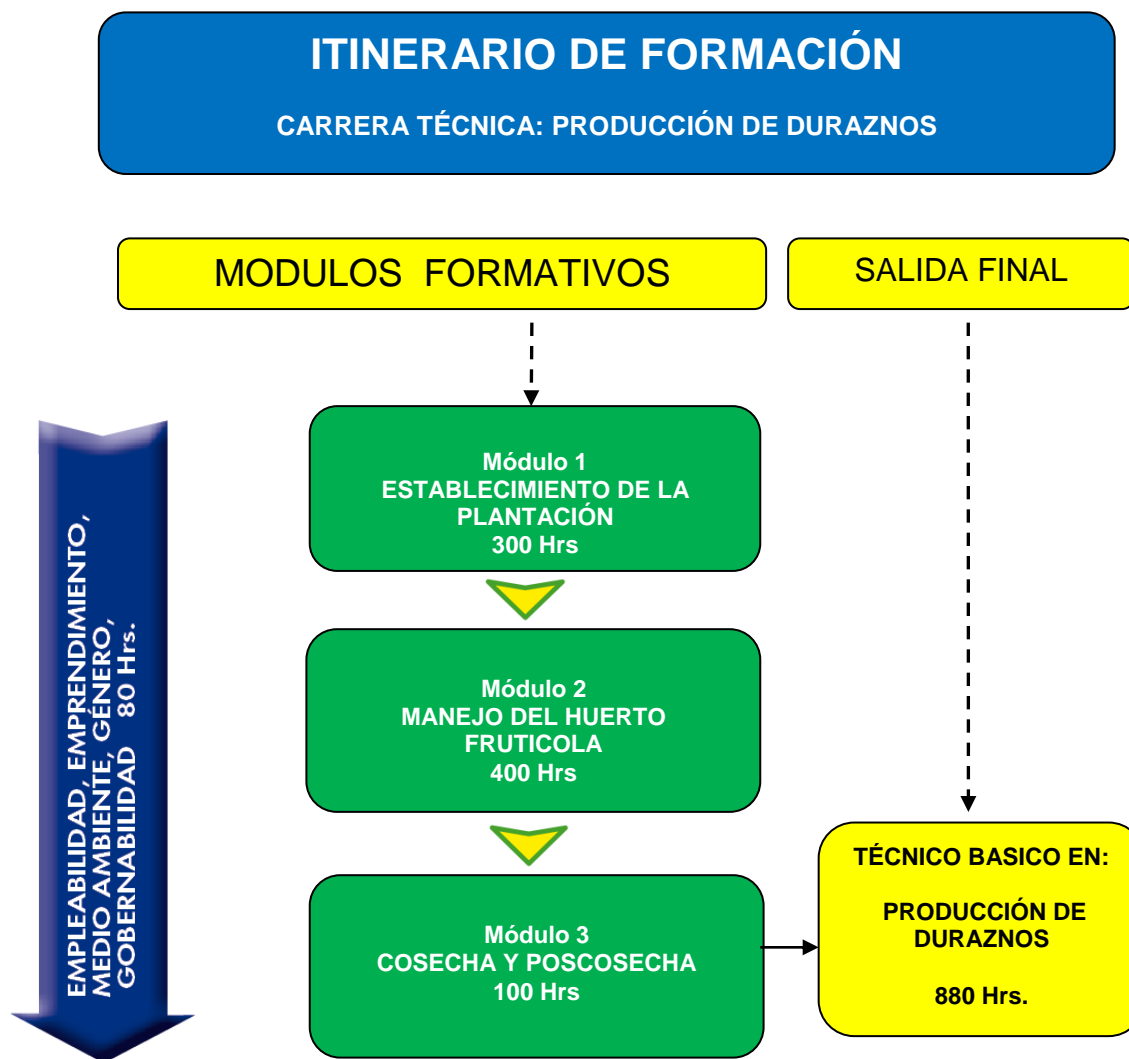 ITINERARIO DE FORMACIÓN
CARRERA TÉCNICA: PRODUCCIÓN DE DURAZNOS
MODULOS FORMATIVOS
SALIDA FINAL
EMPLEABILIDAD, EMPRENDIMIENTO,
MEDIO AMBIENTE, GÉNERO,
GOBERNABILIDAD 80 Hrs.
Módulo 1
ESTABLECIMIENTO DE LA
PLANTACIÓN
300 Hrs
Módulo 2
MANEJO DEL HUERTO
FRUTICOLA
400 Hrs
Módulo 3
COSECHA Y POSCOSECHA
100 Hrs
TÉCNICO BASICO EN:
PRODUCCIÓN DE
DURAZNOS
880 Hrs.